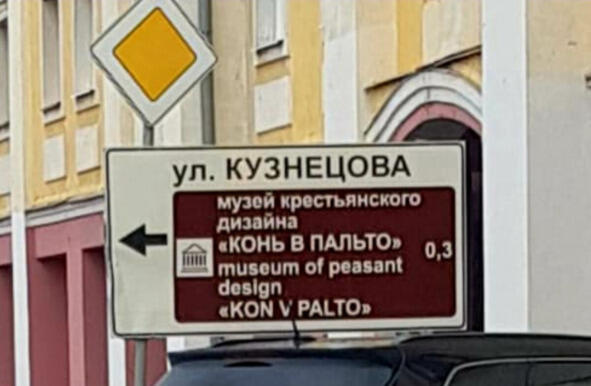 ул. КУЗНЕЦОВА
музей крестьянского
дизайна
«КОНЬ В ПАЛЬТО» 0,3
museum of peasant
design
«KON V PALTO»